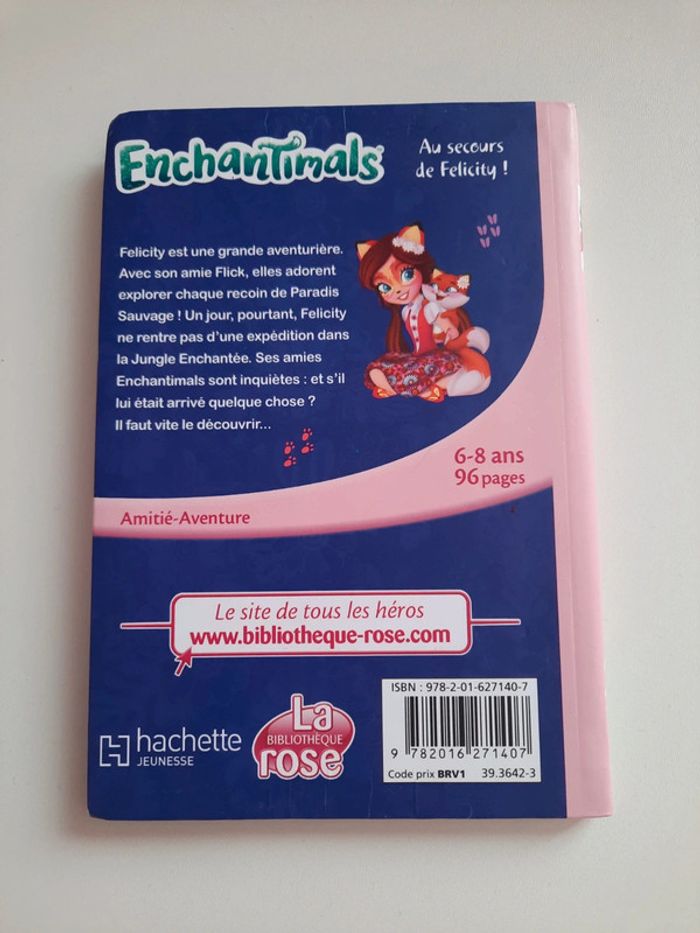 EnchanTimals
Au secours
de Felicity !
Felicity est une grande aventurière.
Avec son amie Flick, elles adorent
explorer chaque recoin de Paradis
Sauvage ! Un jour, pourtant, Felicity
ne rentre pas d'une expédition dans
la Jungle Enchantée. Ses amies
Enchantimals sont inquiètes : et s'il
lui était arrivé quelque chose ?
Il faut vite le découvrir...
6-8 ans
96 pages
Amitié-Aventure
Le site de tous les héros
www.bibliotheque-rose.com
hachette
JEUNESSE
La
BIBLIOTHÈQUE
rose
ISBN : 978-2-01-627140-7
9 782016 271407
Code prix BRV1 39.3642-3